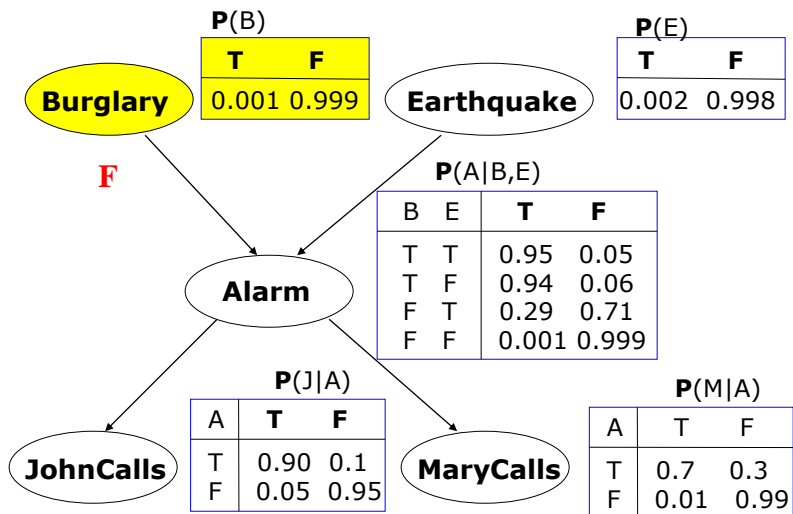 P(B)
T F
0.001 0.999
Burglary
P(E)
T F
0.002 0.998
Earthquake
F
P(A|B,E)
B E T F
T T 0.95 0.05
T F 0.94 0.06
F T 0.29 0.71
F F 0.001 0.999
Alarm
P(J|A)
A T F
T 0.90 0.1
F 0.05 0.95
JohnCalls
MaryCalls
P(M|A)
A T F
T 0.7 0.3
F 0.01 0.99